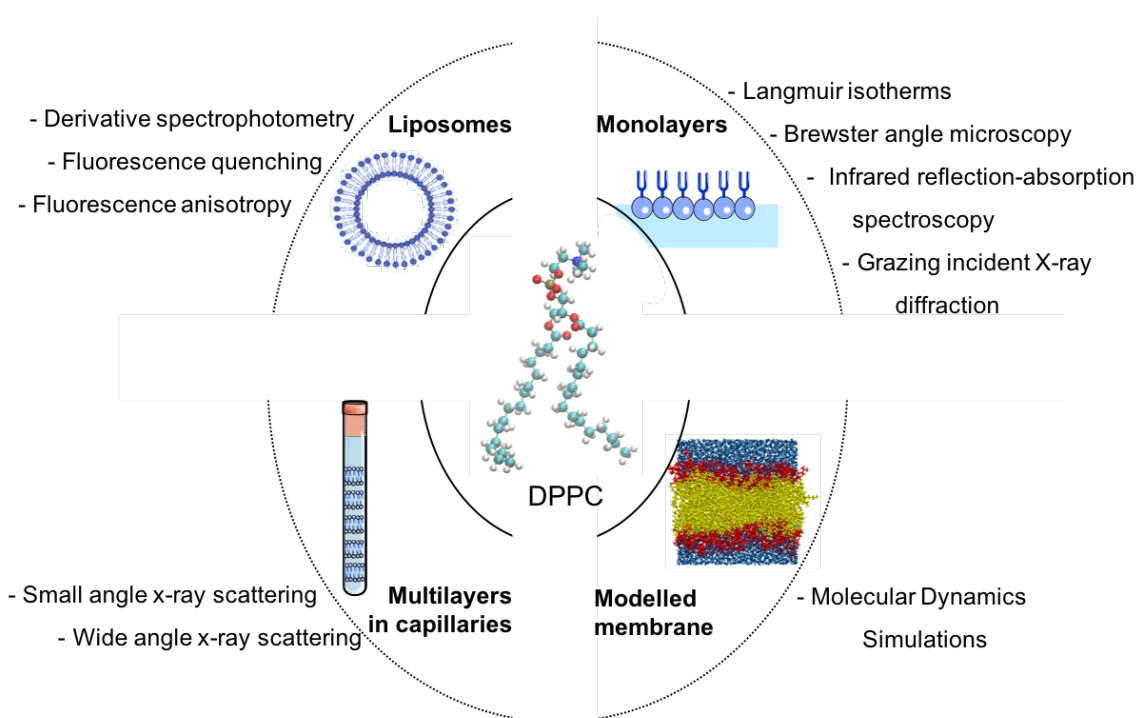 - Derivative spectrophotometry
- Fluorescence quenching
- Fluorescence anisotropy
Liposomes
Monolayers
- Langmuir isotherms
- Brewster angle microscopy
- Infrared reflection-absorption
spectroscopy
- Grazing incident X-ray
diffraction
DPPC
- Small angle x-ray scattering
- Wide angle x-ray scattering
Multilayers
in capillaries
Modelled
membrane
- Molecular Dynamics
Simulations